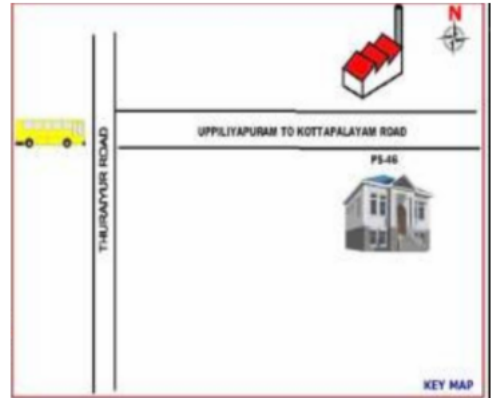 N
UPPILIYAPURAM TO KOTTAPALAYAM ROAD
THURAIYUR ROAD
PS-46
KEY MAP